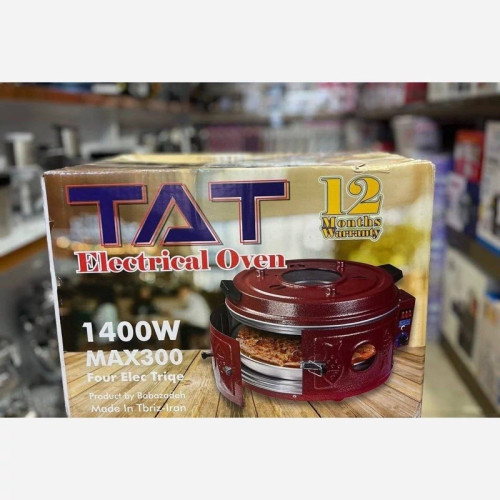 TAT
12
Months
Warranty
Electrical Oven
1400W
MAX300
Four Elec Triqe
Product by Babazadeh
Made In Tbriz-Iran